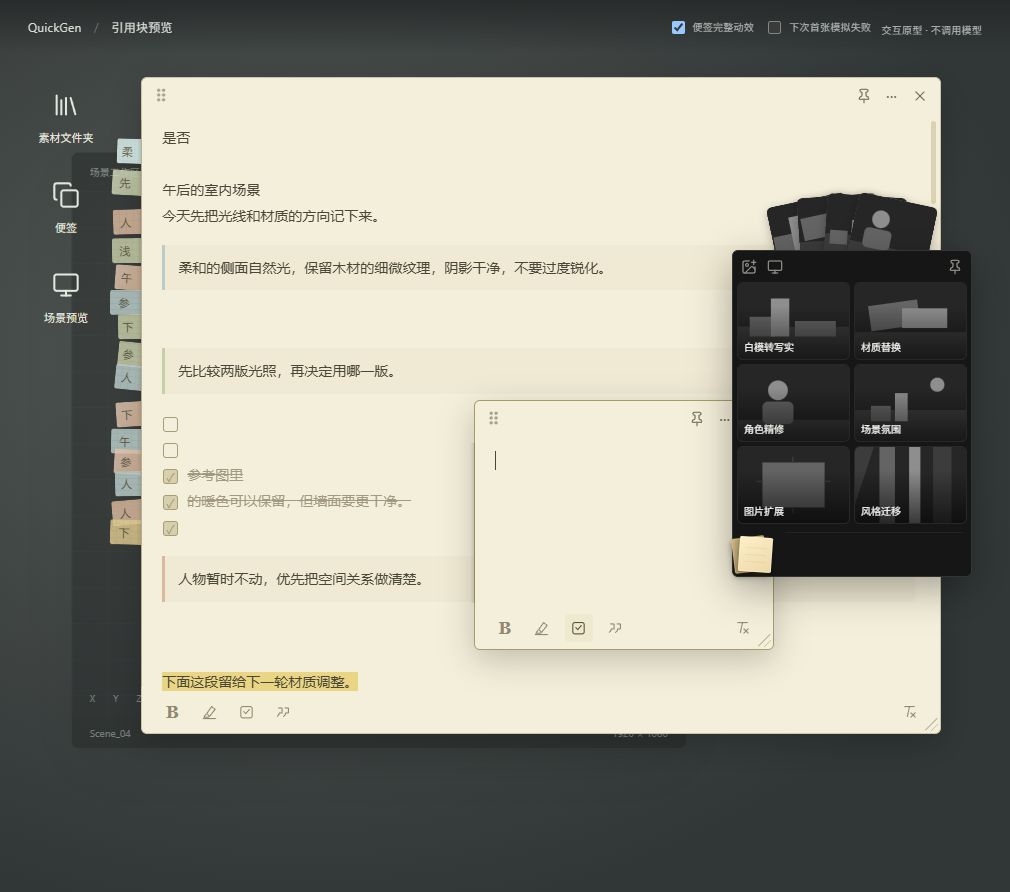 QuickGen / 引用块预览
便签完整动效
下次首张模拟失败
交互原型 · 不调用模型
素材文件夹
便签
场景预览
柔
先
人
浅
午
参
下
参
人
下
午
参
人
人
下
是否
午后的室内场景
今天先把光线和材质的方向记下来。
柔和的侧面自然光，保留木材的细微纹理，阴影干净，不要过度锐化。
先比较两版光照，再决定用哪一版。
参考图里
的暖色可以保留，但墙面要更干净。
人物暂时不动，优先把空间关系做清楚。
下面这段留给下一轮材质调整。
B
B
白模转写实
材质替换
角色精修
场景氛围
图片扩展
风格迁移
X Y Z
Scene_04